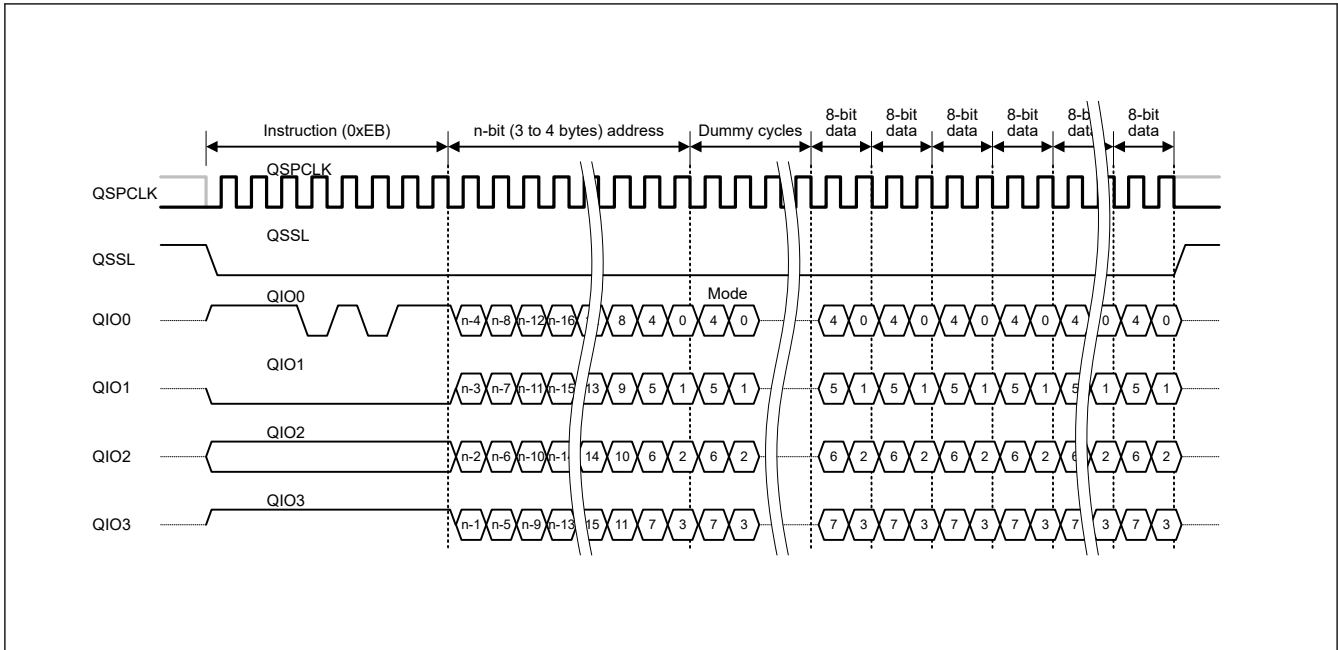 Instruction (0xEB) n-bit (3 to 4 bytes) address Dummy cycles 8-bit data 8-bit data 8-bit data 8-bit data 8-bit data
QSPCLK
QSPCLK
QSSL
QSSL
Mode
QIO0
QIO0 n-4 n-8 n-12 n-16 8 4 0 4 0 4 0 4 0 4 0 4 0 4 0 4 0
QIO1
QIO1 n-3 n-7 n-11 n-15 13 9 5 1 5 1 5 1 5 1 5 1 5 1 5 1 5 1
QIO2
QIO2 n-2 n-6 n-10 14 10 6 2 6 2 6 2 6 2 6 2 6 2 6 2 6 2
QIO3
QIO3 n-1 n-5 n-9 n-13 15 11 7 3 7 3 7 3 7 3 7 3 7 3 7 3 7 3